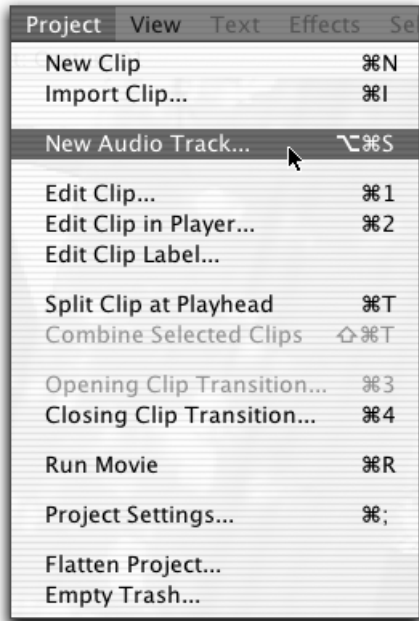 Project View Text Effects Se
New Clip ⌘N
Import Clip... ⌘I
New Audio Track... ⌥⌘S
Edit Clip... ⌘1
Edit Clip in Player... ⌘2
Edit Clip Label...
Split Clip at Playhead ⌘T
Combine Selected Clips ⇧⌘T
Opening Clip Transition... ⌘3
Closing Clip Transition... ⌘4
Run Movie ⌘R
Project Settings... ⌘;
Flatten Project...
Empty Trash...